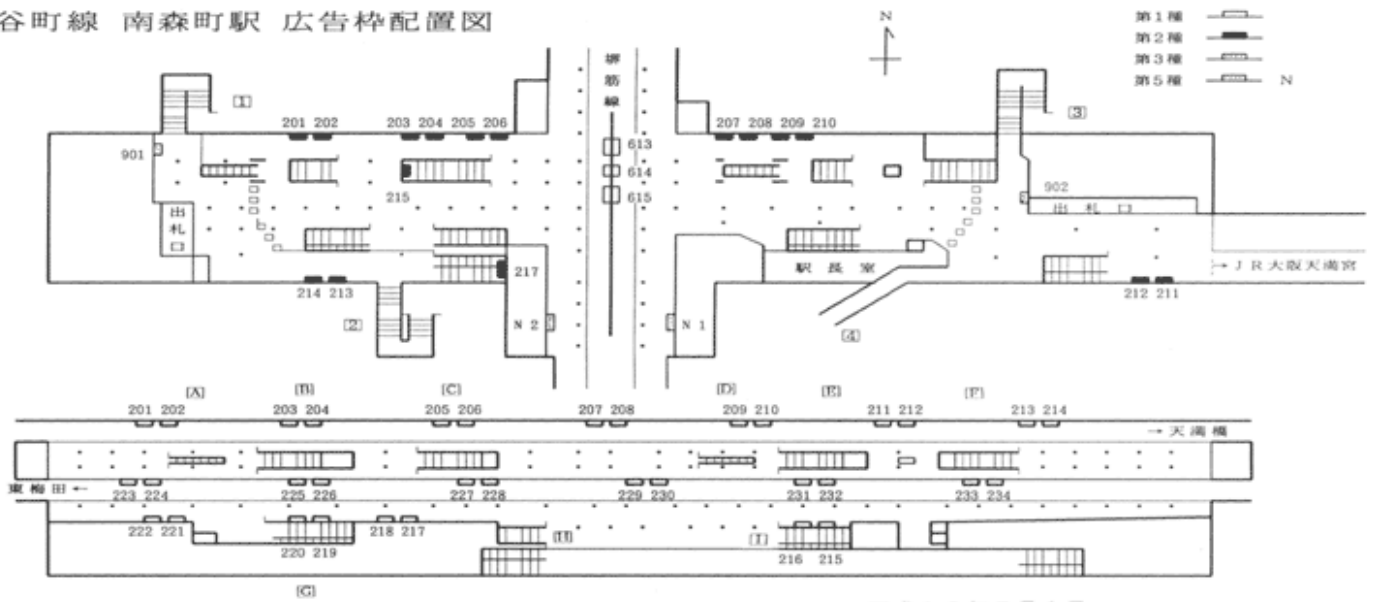 谷町線 南森町駅 広告枠配置図
N
第1種
第2種
第3種
第5種 N
堺筋線
1
3
201 202
203 204 205 206
207 208 209 210
901
613
614
615
902
215
出札口
出札口
217
駅長室
→JR大阪天満宮
214 213
212 211
2
N2
N1
4
[A] [B] [C] [D] [E] [F]
201 202 203 204 205 206 207 208 209 210 211 212 213 214
→天満橋
東梅田←
223 224 225 226 227 228 229 230 231 232 233 234
222 221 218 217
[H] [I]
220 219
216 215
[G]